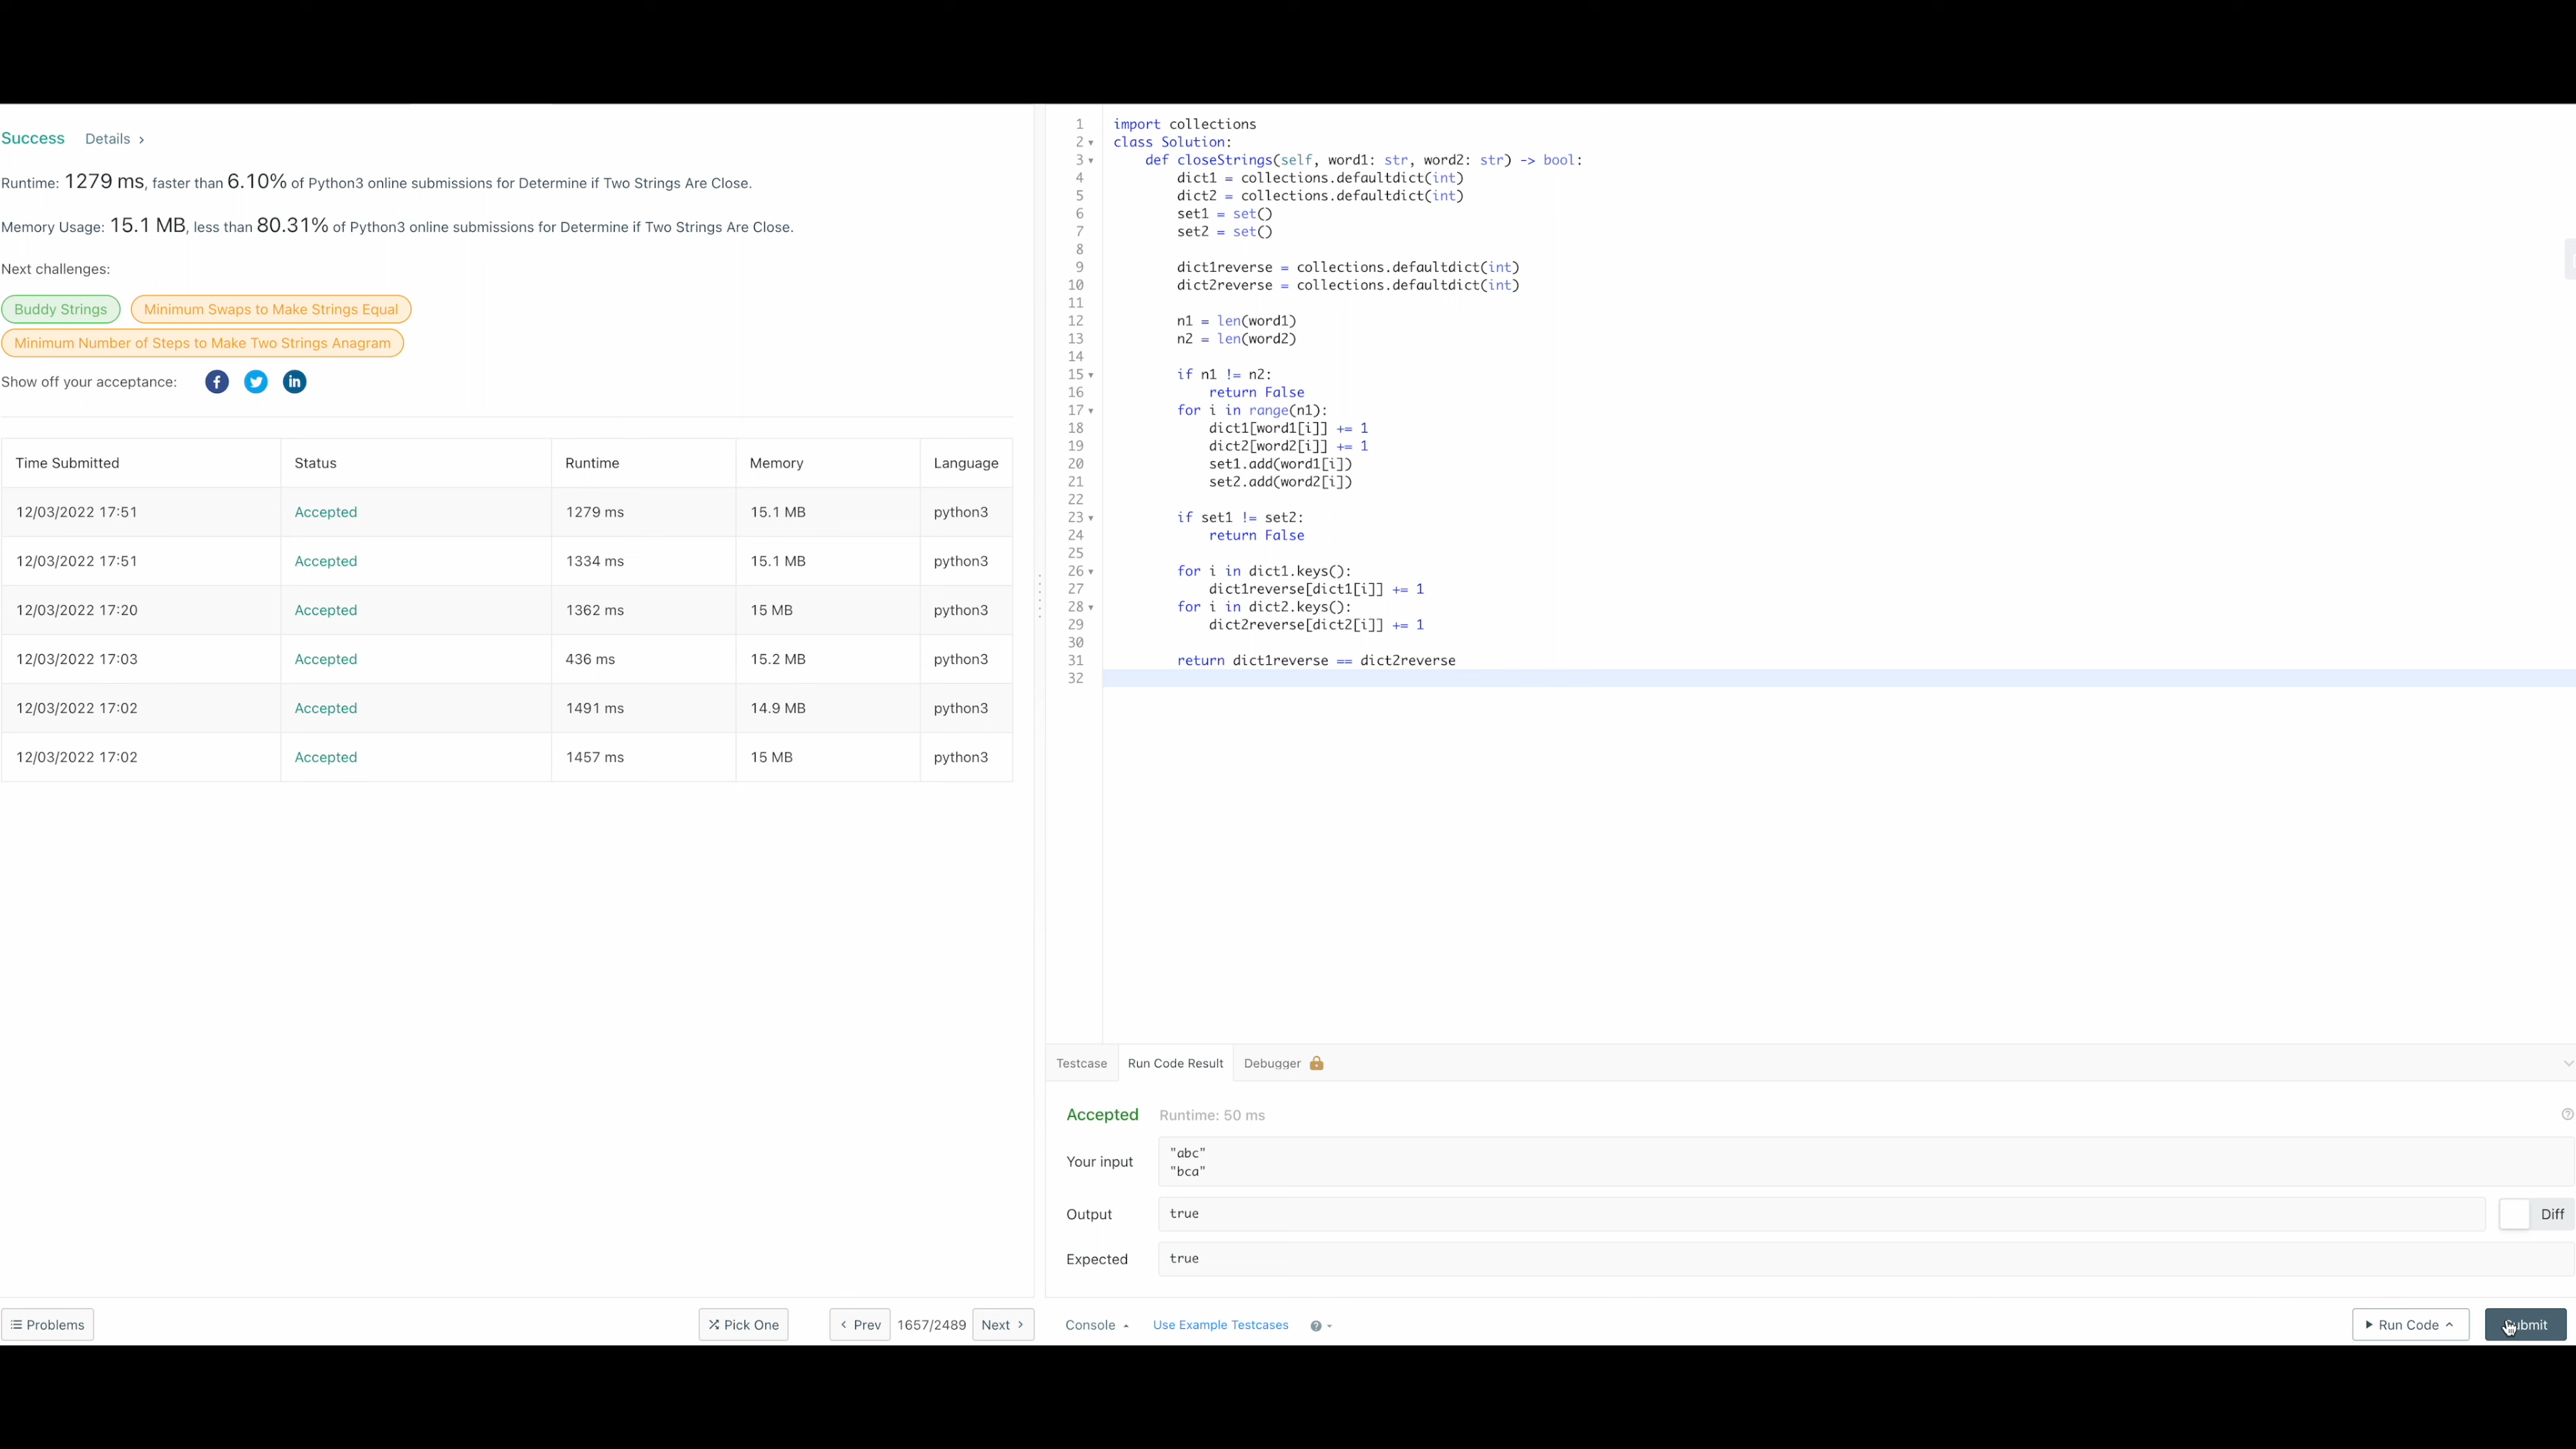 Success Details ›
Runtime: 1279 ms, faster than 6.10% of Python3 online submissions for Determine if Two Strings Are Close.
Memory Usage: 15.1 MB, less than 80.31% of Python3 online submissions for Determine if Two Strings Are Close.
Next challenges:
Buddy Strings Minimum Swaps to Make Strings Equal
Minimum Number of Steps to Make Two Strings Anagram
Show off your acceptance:
Time Submitted Status Runtime Memory Language
12/03/2022 17:51 Accepted 1279 ms 15.1 MB python3
12/03/2022 17:51 Accepted 1334 ms 15.1 MB python3
12/03/2022 17:20 Accepted 1362 ms 15 MB python3
12/03/2022 17:03 Accepted 436 ms 15.2 MB python3
12/03/2022 17:02 Accepted 1491 ms 14.9 MB python3
12/03/2022 17:02 Accepted 1457 ms 15 MB python3
Problems Pick One ‹ Prev 1657/2489 Next ›
1 import collections
2 class Solution:
3     def closeStrings(self, word1: str, word2: str) -> bool:
4         dict1 = collections.defaultdict(int)
5         dict2 = collections.defaultdict(int)
6         set1 = set()
7         set2 = set()
8
9         dict1reverse = collections.defaultdict(int)
10         dict2reverse = collections.defaultdict(int)
11
12         n1 = len(word1)
13         n2 = len(word2)
14
15         if n1 != n2:
16             return False
17         for i in range(n1):
18             dict1[word1[i]] += 1
19             dict2[word2[i]] += 1
20             set1.add(word1[i])
21             set2.add(word2[i])
22
23         if set1 != set2:
24             return False
25
26         for i in dict1.keys():
27             dict1reverse[dict1[i]] += 1
28         for i in dict2.keys():
29             dict2reverse[dict2[i]] += 1
30
31         return dict1reverse == dict2reverse
32
Testcase Run Code Result Debugger
Accepted Runtime: 50 ms
Your input "abc"
"bca"
Output true Diff
Expected true
Console Use Example Testcases Run Code Submit